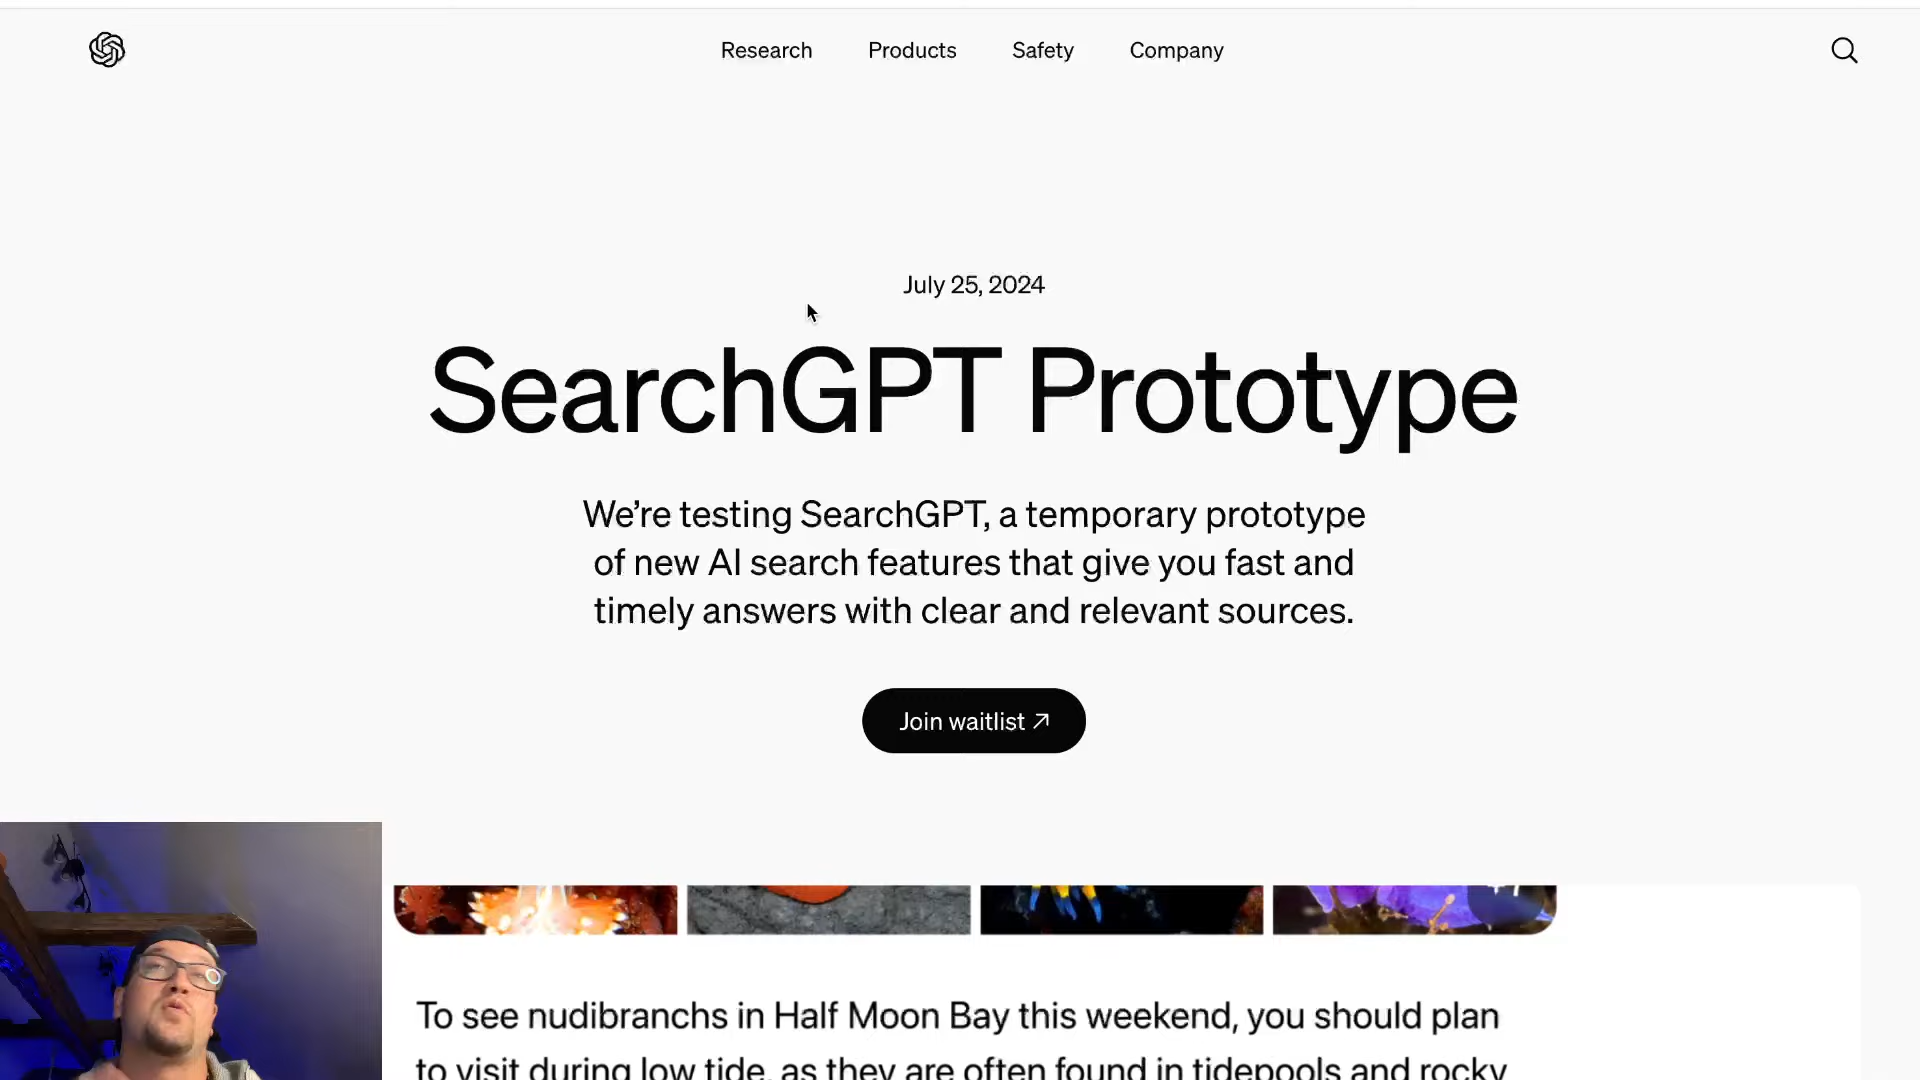 Research Products Safety Company
July 25, 2024
SearchGPT Prototype
We’re testing SearchGPT, a temporary prototype
of new AI search features that give you fast and
timely answers with clear and relevant sources.
Join waitlist ↗
To see nudibranchs in Half Moon Bay this weekend, you should plan
to visit during low tide, as they are often found in tidepools and rocky